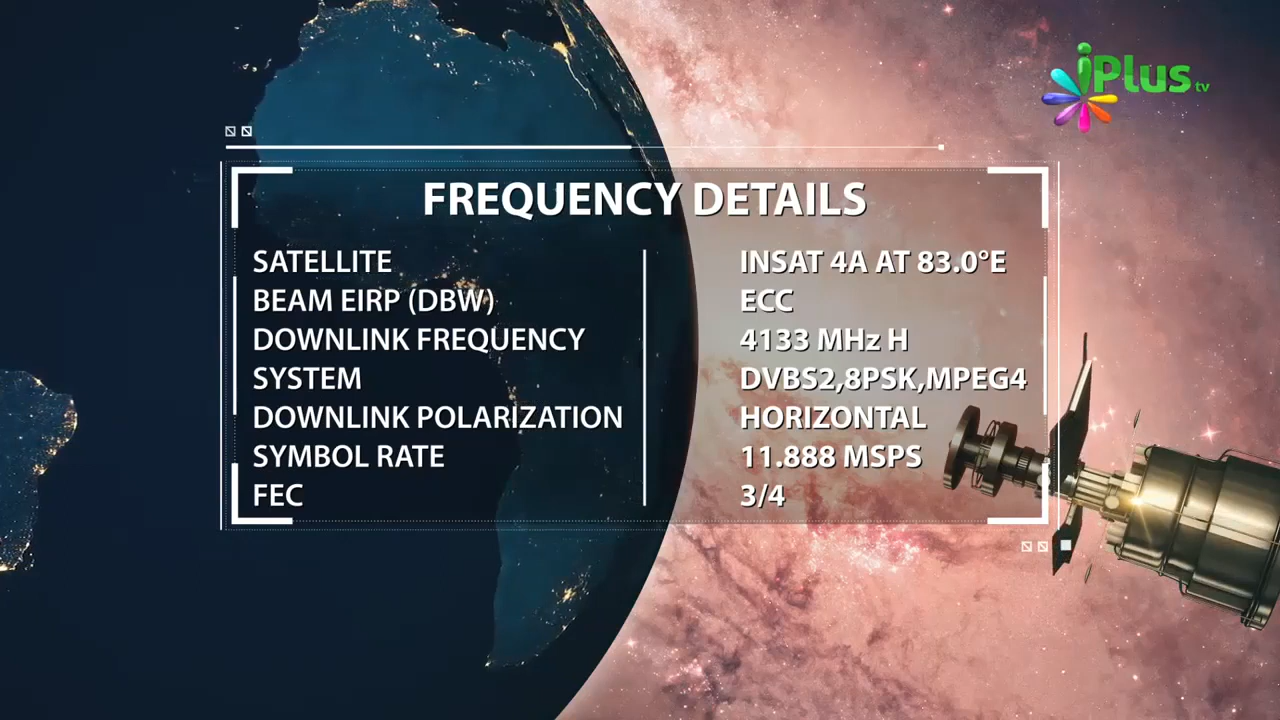 iPlus tv
FREQUENCY DETAILS
SATELLITE INSAT 4A AT 83.0°E
BEAM EIRP (DBW) ECC
DOWNLINK FREQUENCY 4133 MHz H
SYSTEM DVBS2,8PSK,MPEG4
DOWNLINK POLARIZATION HORIZONTAL
SYMBOL RATE 11.888 MSPS
FEC 3/4